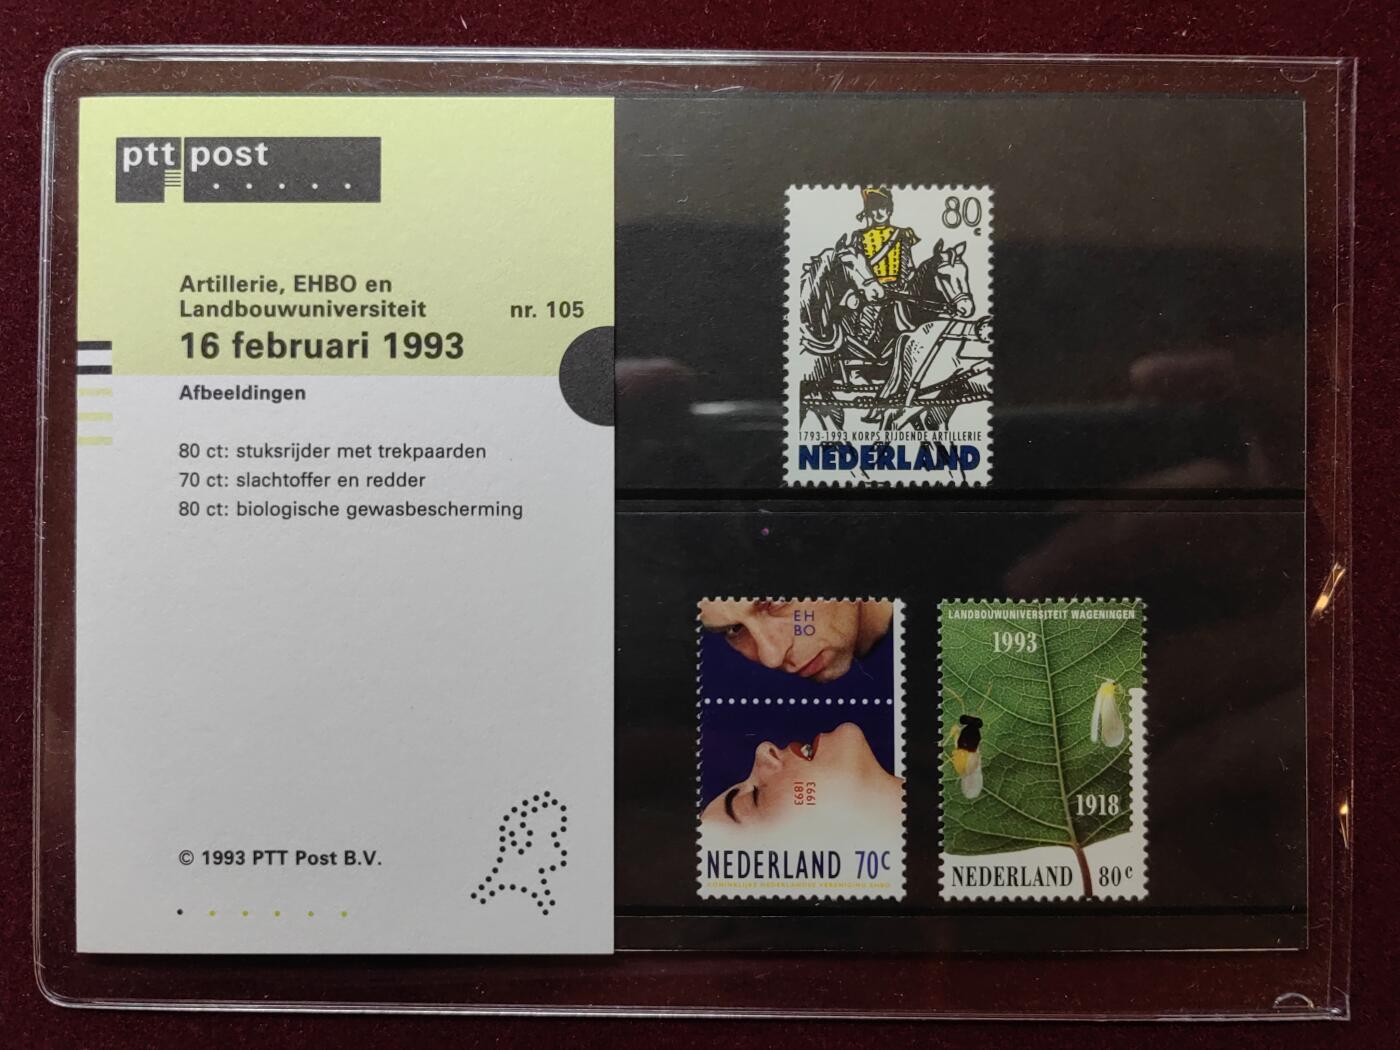 ptt post
Artillerie, EHBO en
Landbouwuniversiteit nr. 105
16 februari 1993
Afbeeldingen
80 ct: stuksrijder met trekpaarden
70 ct: slachtoffer en redder
80 ct: biologische gewasbescherming
© 1993 PTT Post B.V.
80 c
1793-1993 KORPS RIJDENDE ARTILLERIE
NEDERLAND
EH
BO
1993
1893
NEDERLAND 70c
KONINKLIJKE NEDERLANDSE VERENIGING EHBO
LANDBOUWUNIVERSITEIT WAGENINGEN
1993
1918
NEDERLAND 80c